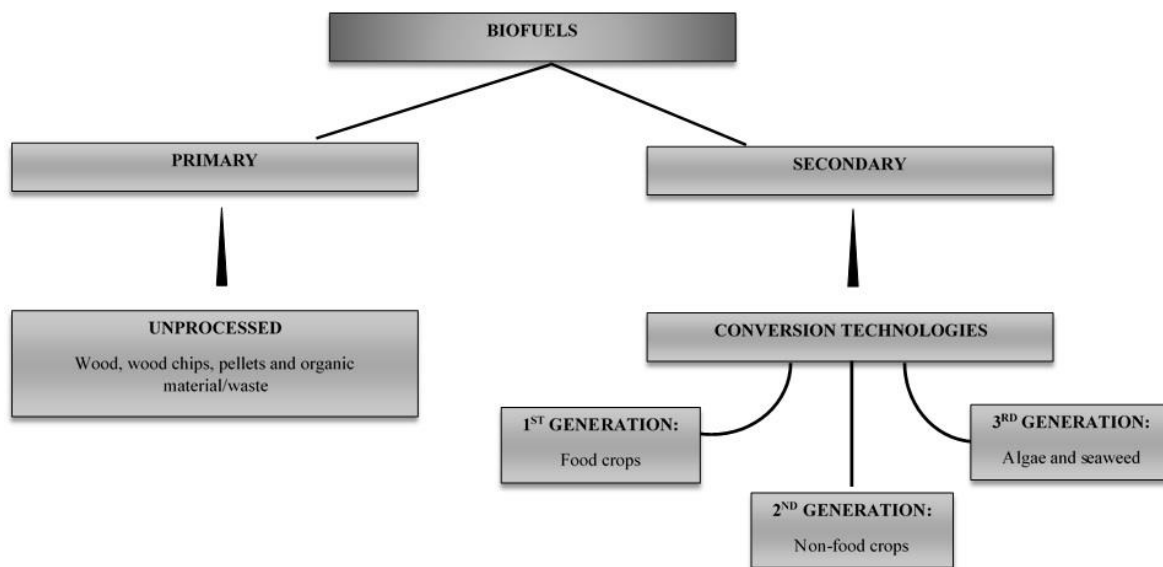 BIOFUELS
PRIMARY
SECONDARY
UNPROCESSED
Wood, wood chips, pellets and organic
material/waste
CONVERSION TECHNOLOGIES
1ST GENERATION:
Food crops
2ND GENERATION:
Non-food crops
3RD GENERATION:
Algae and seaweed